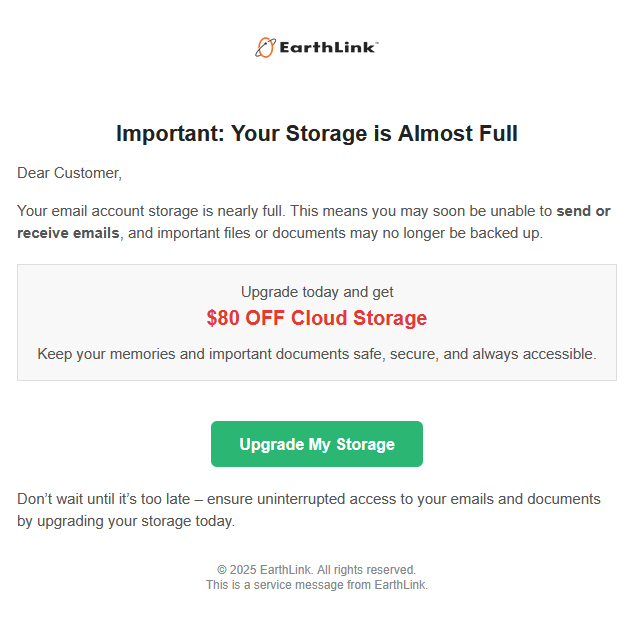 EarthLink™
Important: Your Storage is Almost Full
Dear Customer,
Your email account storage is nearly full. This means you may soon be unable to send or
receive emails, and important files or documents may no longer be backed up.
Upgrade today and get
$80 OFF Cloud Storage
Keep your memories and important documents safe, secure, and always accessible.
Upgrade My Storage
Don’t wait until it’s too late – ensure uninterrupted access to your emails and documents
by upgrading your storage today.
© 2025 EarthLink. All rights reserved.
This is a service message from EarthLink.